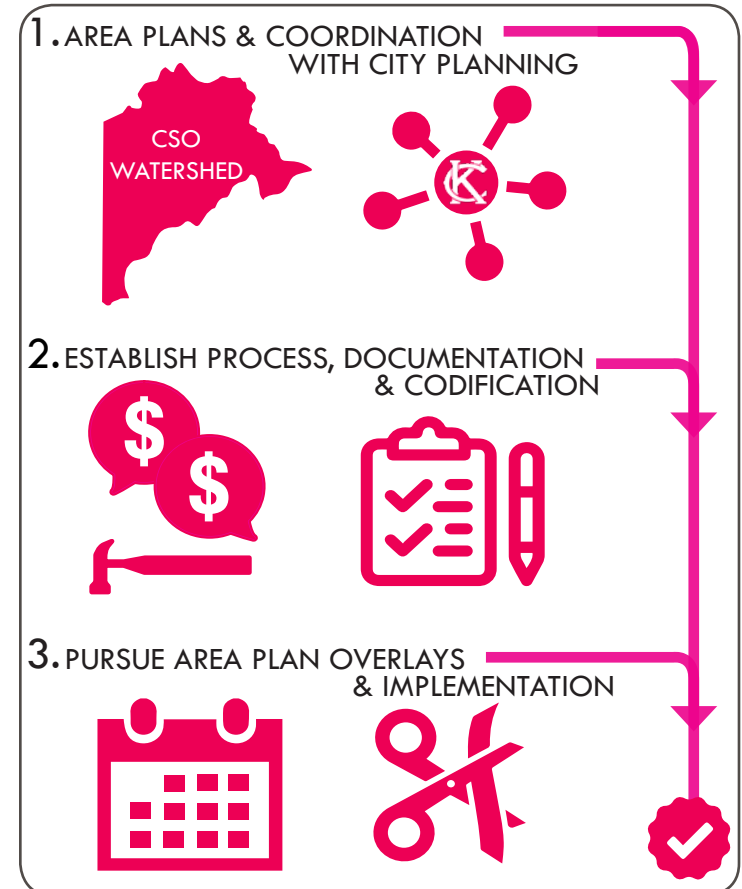 1. AREA PLANS & COORDINATION
WITH CITY PLANNING
CSO
WATERSHED
KC
2. ESTABLISH PROCESS, DOCUMENTATION
& CODIFICATION
$
$
3. PURSUE AREA PLAN OVERLAYS
& IMPLEMENTATION